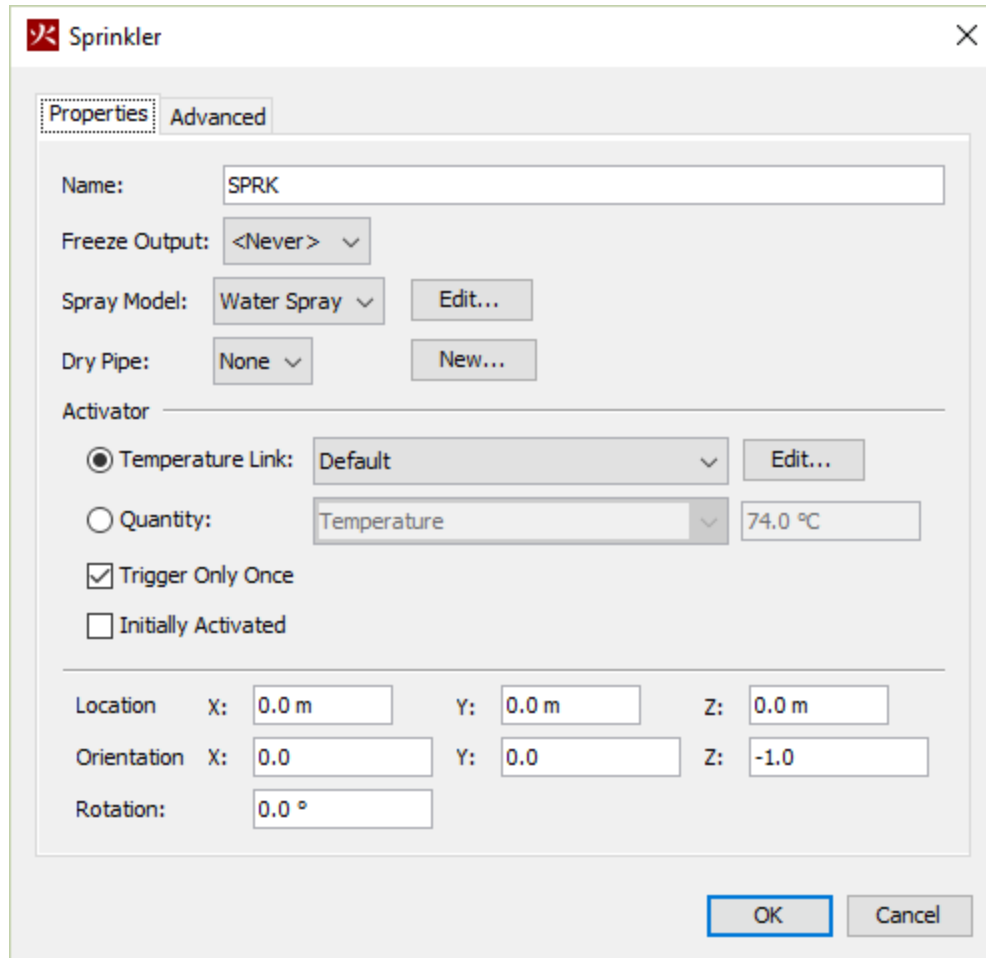 火 Sprinkler
Properties Advanced
Name: SPRK
Freeze Output: <Never>
Spray Model: Water Spray Edit...
Dry Pipe: None New...
Activator
Temperature Link: Default Edit...
Quantity: Temperature 74.0 °C
Trigger Only Once
Initially Activated
Location X: 0.0 m Y: 0.0 m Z: 0.0 m
Orientation X: 0.0 Y: 0.0 Z: -1.0
Rotation: 0.0 °
OK Cancel